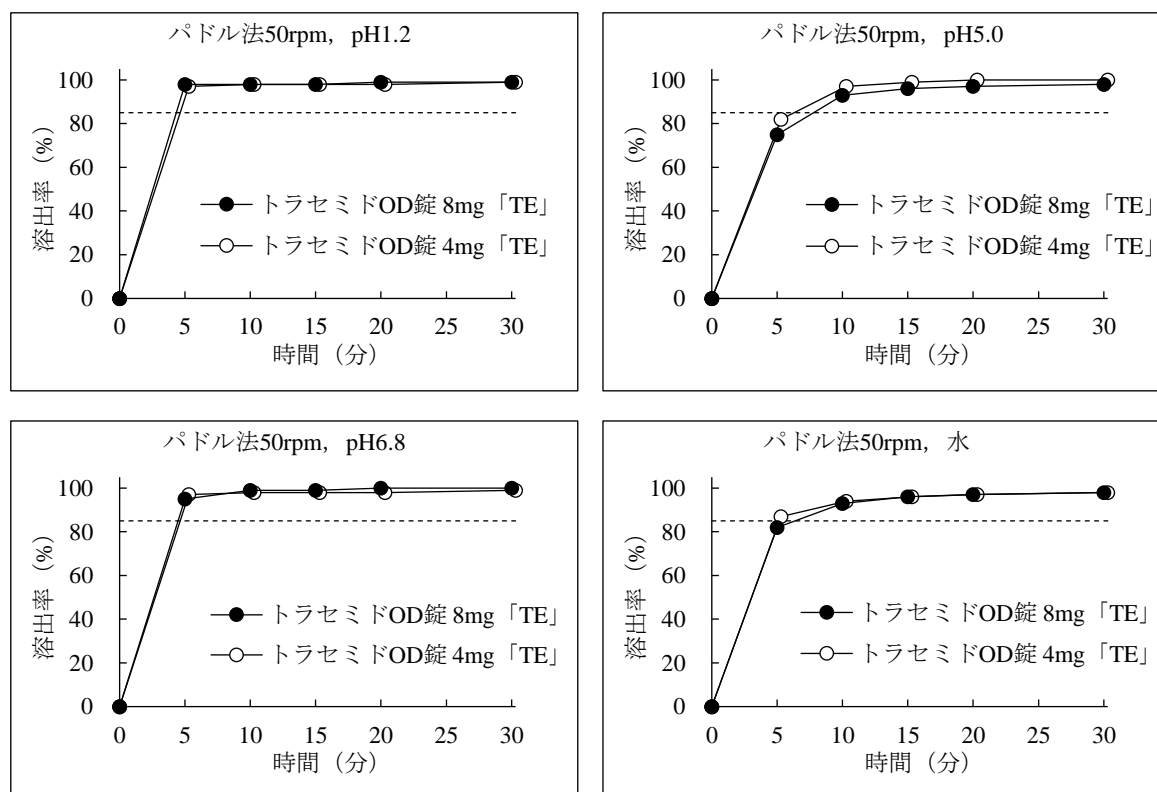 パドル法50rpm，pH1.2
溶出率（%）
100
80
60
40
20
0
トラセミドOD錠 8mg「TE」
トラセミドOD錠 4mg「TE」
0 5 10 15 20 25 30
時間（分）
パドル法50rpm，pH5.0
溶出率（%）
100
80
60
40
20
0
トラセミドOD錠 8mg「TE」
トラセミドOD錠 4mg「TE」
0 5 10 15 20 25 30
時間（分）
パドル法50rpm，pH6.8
溶出率（%）
100
80
60
40
20
0
トラセミドOD錠 8mg「TE」
トラセミドOD錠 4mg「TE」
0 5 10 15 20 25 30
時間（分）
パドル法50rpm，水
溶出率（%）
100
80
60
40
20
0
トラセミドOD錠 8mg「TE」
トラセミドOD錠 4mg「TE」
0 5 10 15 20 25 30
時間（分）